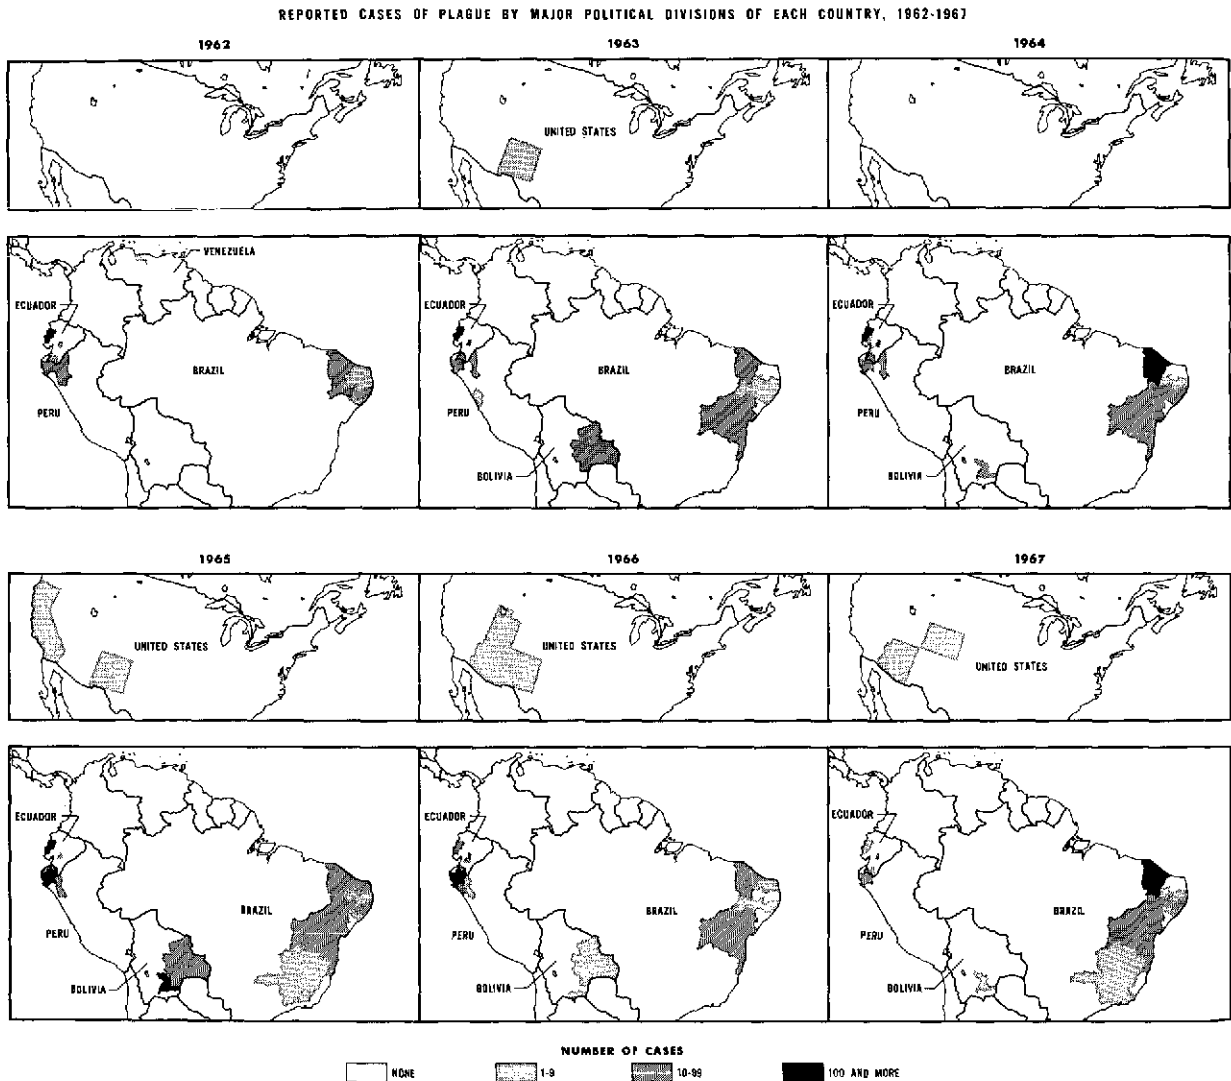 REPORTED CASES OF PLAGUE BY MAJOR POLITICAL DIVISIONS OF EACH COUNTRY, 1962-1967
1962
1963
1964
UNITED STATES
VENEZUELA
ECUADOR
BRAZIL
PERU
ECUADOR
BRAZIL
PERU
BOLIVIA
ECUADOR
BRAZIL
PERU
BOLIVIA
1965
1966
1967
UNITED STATES
UNITED STATES
UNITED STATES
ECUADOR
BRAZIL
PERU
BOLIVIA
ECUADOR
BRAZIL
PERU
BOLIVIA
ECUADOR
BRAZIL
PERU
BOLIVIA
NUMBER OF CASES
NONE
1-9
10-99
100 AND MORE